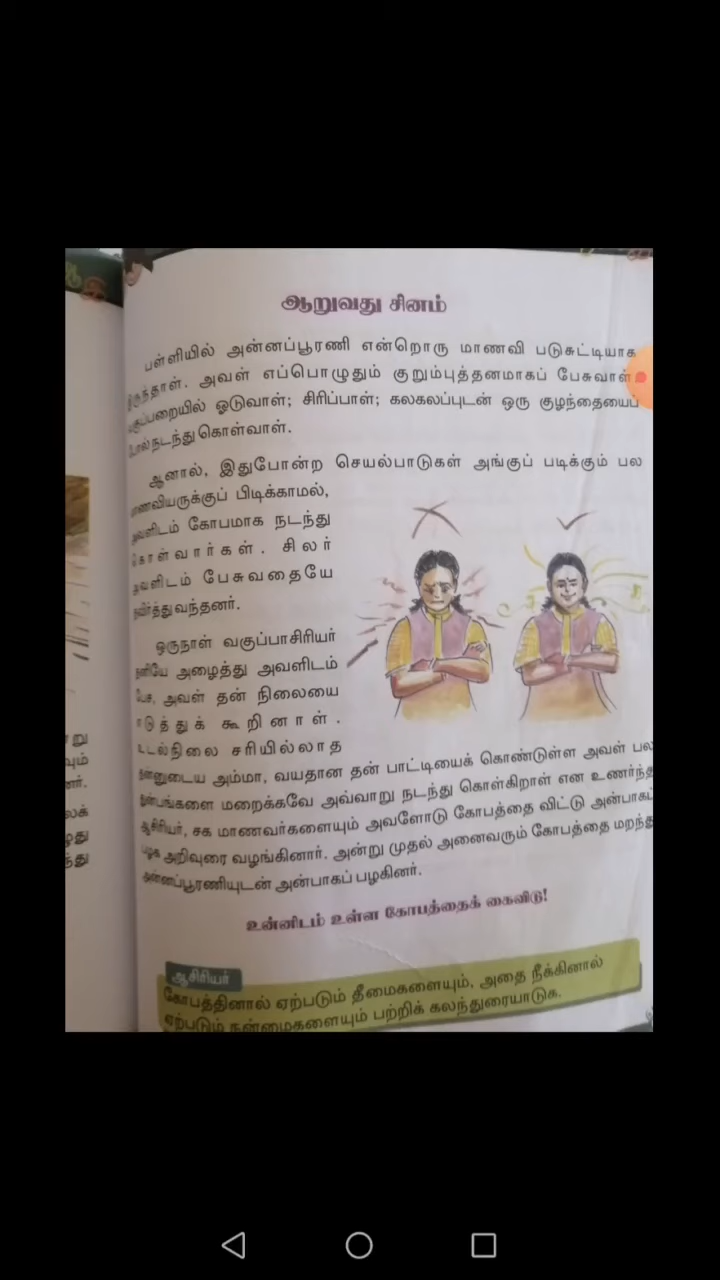 ஆறுவது சினம்
பள்ளியில் அன்னப்பூரணி என்றொரு மாணவி படுசுட்டியாக
இருந்தாள். அவள் எப்பொழுதும் குறும்புத்தனமாகப் பேசுவாள்
வகுப்பறையில் ஓடுவாள்; சிரிப்பாள்; கலகலப்புடன் ஒரு குழந்தையைப்
போல் நடந்து கொள்வாள்.
ஆனால், இதுபோன்ற செயல்பாடுகள் அங்குப் படிக்கும் பல
மாணவியருக்குப் பிடிக்காமல்,
அவளிடம் கோபமாக நடந்து
கொள்வார்கள். சிலர்
அவளிடம் பேசுவதையே
தவிர்த்துவந்தனர்.
ஒருநாள் வகுப்பாசிரியர்
தனியே அழைத்து அவளிடம்
பேச, அவள் தன் நிலையை
எடுத்துக் கூறினாள்.
உடல்நிலை சரியில்லாத
தன்னுடைய அம்மா, வயதான தன் பாட்டியைக் கொண்டுள்ள அவள் பல
துன்பங்களை மறைக்கவே அவ்வாறு நடந்து கொள்கிறாள் என உணர்ந்த
ஆசிரியர், சக மாணவர்களையும் அவளோடு கோபத்தை விட்டு அன்பாகப்
பழக அறிவுரை வழங்கினார். அன்று முதல் அனைவரும் கோபத்தை மறந்து
அன்னப்பூரணியுடன் அன்பாகப் பழகினர்.
உன்னிடம் உள்ள கோபத்தைக் கைவிடு!
ஆசிரியர்
கோபத்தினால் ஏற்படும் தீமைகளையும், அதை நீக்கினால்
ஏற்படும் நன்மைகளையும் பற்றிக் கலந்துரையாடுக.